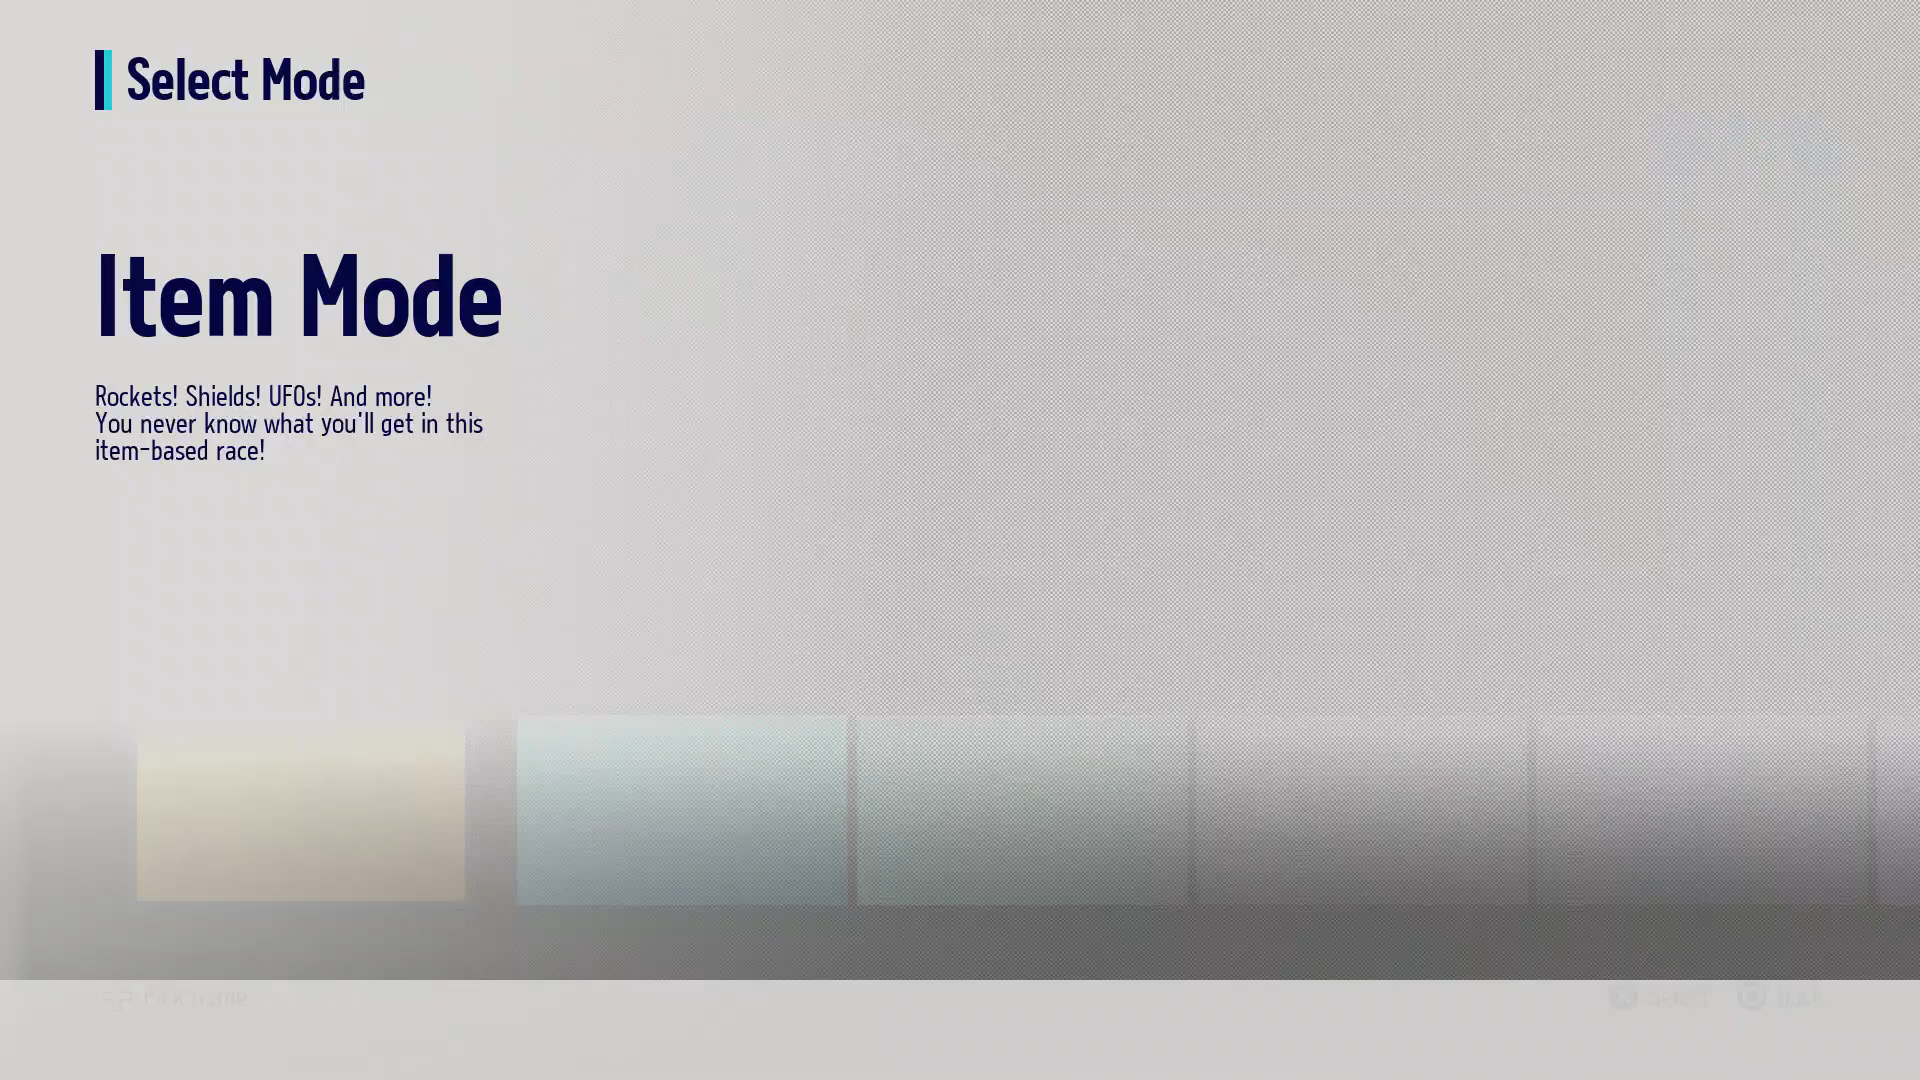 Select Mode
Item Mode
Rockets! Shields! UFOs! And more!
You never know what you'll get in this
item-based race!